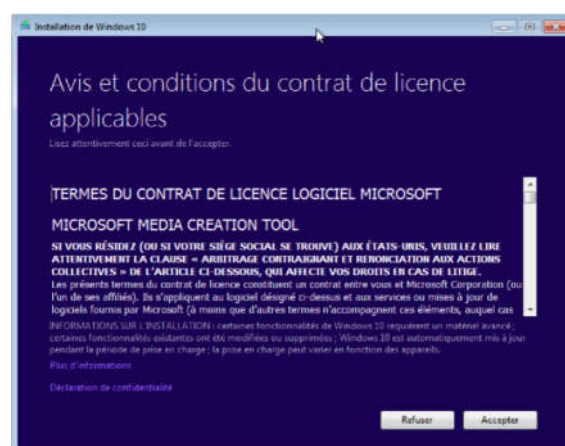 Installation de Windows 10
Avis et conditions du contrat de licence
applicables
Lisez attentivement ceci avant de l'accepter.
TERMES DU CONTRAT DE LICENCE LOGICIEL MICROSOFT
MICROSOFT MEDIA CREATION TOOL
SI VOUS RÉSIDEZ (OU SI VOTRE SIÈGE SOCIAL SE TROUVE) AUX ÉTATS-UNIS, VEUILLEZ LIRE
ATTENTIVEMENT LA CLAUSE « ARBITRAGE CONTRAIGNANT ET RENONCIATION AUX ACTIONS
COLLECTIVES » DE L'ARTICLE CI-DESSOUS, QUI AFFECTE VOS DROITS EN CAS DE LITIGE.
Les présents termes du contrat de licence constituent un contrat entre vous et Microsoft Corporation (ou
l'un de ses affiliés). Ils s'appliquent au logiciel désigné ci-dessus et aux services ou mises à jour de
logiciels fournis par Microsoft (à moins que d'autres termes n'accompagnent ces éléments, auquel cas
INFORMATIONS SUR L'INSTALLATION : certaines fonctionnalités de Windows 10 requièrent un matériel avancé ;
certaines fonctionnalités existantes ont été modifiées ou supprimées ; Windows 10 est automatiquement mis à jour
pendant la période de prise en charge ; la prise en charge peut varier en fonction des appareils.
Plus d'informations
Déclaration de confidentialité
Refuser
Accepter